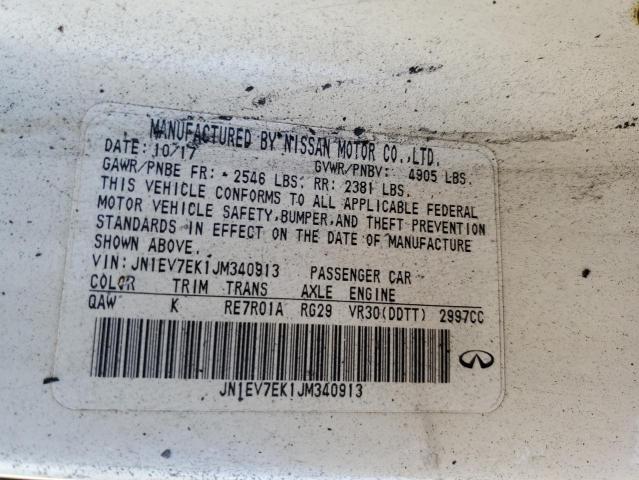 MANUFACTURED BY NISSAN MOTOR CO.,LTD.
DATE: 10/17 GVWR/PNBV: 4905 LBS.
GAWR/PNBE FR: 2546 LBS. RR: 2381 LBS.
THIS VEHICLE CONFORMS TO ALL APPLICABLE FEDERAL
MOTOR VEHICLE SAFETY, BUMPER, AND THEFT PREVENTION
STANDARDS IN EFFECT ON THE DATE OF MANUFACTURE
SHOWN ABOVE.
VIN: JN1EV7EK1JM340913 PASSENGER CAR
COLOR TRIM TRANS AXLE ENGINE
QAW K RE7R01A RG29 VR30(DDTT) 2997CC
JN1EV7EK1JM340913